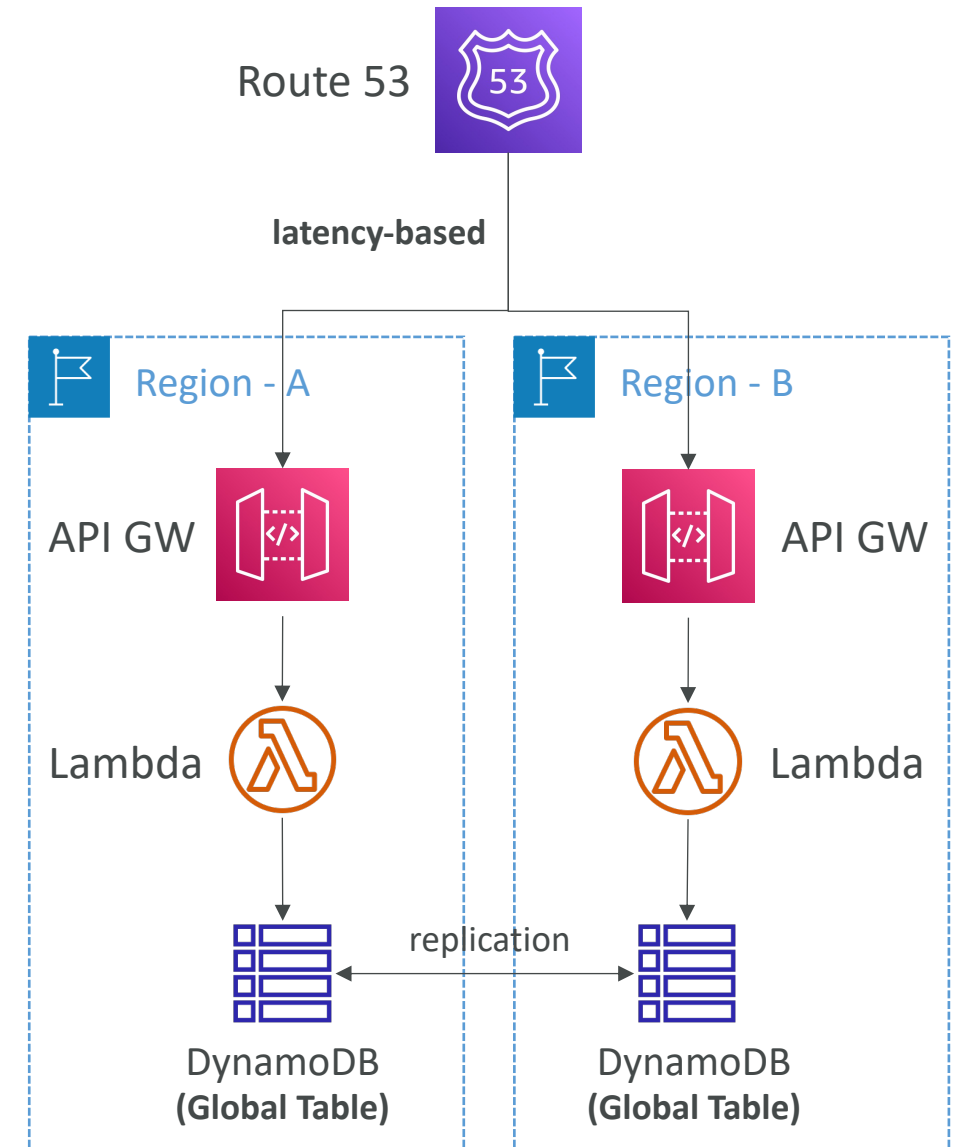 Route 53
53
latency-based
Region - A
Region - B
API GW
</>
</>
API GW
Lambda
Lambda
replication
DynamoDB
(Global Table)
DynamoDB
(Global Table)